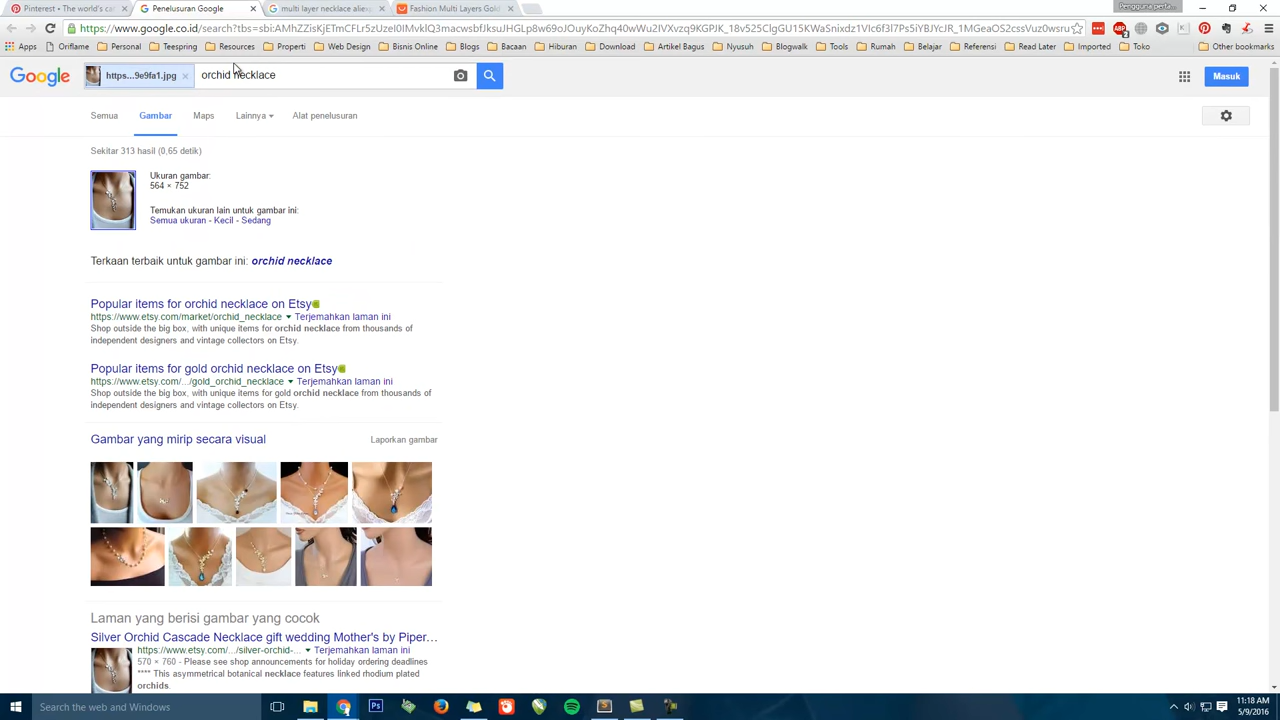 Pinterest • The world's cat
Penelusuran Google
multi layer necklace aliexp
Fashion Multi Layers Gold
https://www.google.co.id/search?tbs=
Apps
Oriflame
Personal
Teespring
Resources
Properti
Web Design
Bisnis Online
Blogs
Bacaan
Hiburan
Download
Artikel Bagus
Nyusuh
Blogwalk
Tools
Rumah
Belajar
Referensi
Read Later
Imported
Toko
Other bookmarks
Google
https...9e9fa1.jpg
orchid necklace
Masuk
Semua
Gambar
Maps
Lainnya
Alat penelusuran
Sekitar 313 hasil (0,65 detik)
Ukuran gambar:
564 × 752
Temukan ukuran lain untuk gambar ini:
Semua ukuran - Kecil - Sedang
Terkaan terbaik untuk gambar ini: orchid necklace
Popular items for orchid necklace on Etsy
https://www.etsy.com/market/orchid_necklace ▼ Terjemahkan laman ini
Shop outside the big box, with unique items for orchid necklace from thousands of
independent designers and vintage collectors on Etsy.
Popular items for gold orchid necklace on Etsy
https://www.etsy.com/.../gold_orchid_necklace ▼ Terjemahkan laman ini
Shop outside the big box, with unique items for gold orchid necklace from thousands of
independent designers and vintage collectors on Etsy.
Gambar yang mirip secara visual
Laporkan gambar
Laman yang berisi gambar yang cocok
Silver Orchid Cascade Necklace gift wedding Mother's by Piper...
https://www.etsy.com/.../silver-orchid-... ▼ Terjemahkan laman ini
570 × 760 - Please see shop announcements for holiday ordering deadlines
**** This asymmetrical botanical necklace features linked rhodium plated
orchids.
Search the web and Windows
11:18 AM
5/9/2016